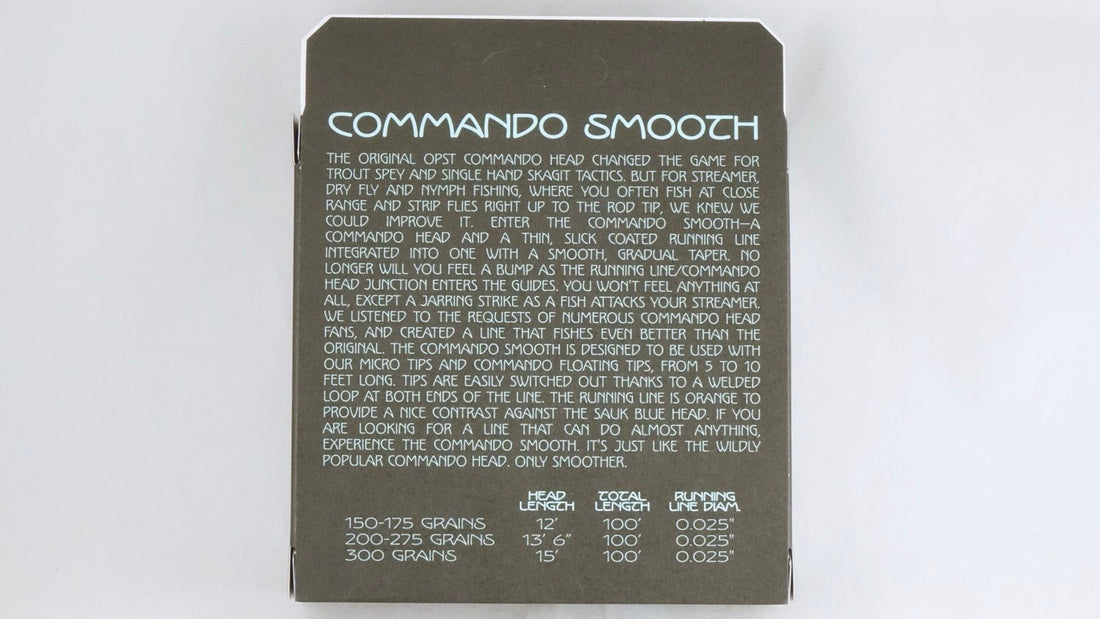 COMMANDO SMOOTH
THE ORIGINAL OPST COMMANDO HEAD CHANGED THE GAME FOR
TROUT SPEY AND SINGLE HAND SKAGIT TACTICS. BUT FOR STREAMER,
DRY FLY AND NYMPH FISHING, WHERE YOU OFTEN FISH AT CLOSE
RANGE AND STRIP FLIES RIGHT UP TO THE ROD TIP, WE KNEW WE
COULD IMPROVE IT. ENTER THE COMMANDO SMOOTH—A
COMMANDO HEAD AND A THIN, SLICK COATED RUNNING LINE
INTEGRATED INTO ONE WITH A SMOOTH, GRADUAL TAPER. NO
LONGER WILL YOU FEEL A BUMP AS THE RUNNING LINE/COMMANDO
HEAD JUNCTION ENTERS THE GUIDES. YOU WON'T FEEL ANYTHING AT
ALL, EXCEPT A JARRING STRIKE AS A FISH ATTACKS YOUR STREAMER.
WE LISTENED TO THE REQUESTS OF NUMEROUS COMMANDO HEAD
FANS, AND CREATED A LINE THAT FISHES EVEN BETTER THAN THE
ORIGINAL. THE COMMANDO SMOOTH IS DESIGNED TO BE USED WITH
OUR MICRO TIPS AND COMMANDO FLOATING TIPS, FROM 5 TO 10
FEET LONG. TIPS ARE EASILY SWITCHED OUT THANKS TO A WELDED
LOOP AT BOTH ENDS OF THE LINE. THE RUNNING LINE IS ORANGE TO
PROVIDE A NICE CONTRAST AGAINST THE SAUK BLUE HEAD. IF YOU
ARE LOOKING FOR A LINE THAT CAN DO ALMOST ANYTHING,
EXPERIENCE THE COMMANDO SMOOTH. IT'S JUST LIKE THE WILDLY
POPULAR COMMANDO HEAD. ONLY SMOOTHER.
HEAD TOTAL RUNNING
LENGTH LENGTH LINE DIAM.
150-175 GRAINS 12' 100' 0.025"
200-275 GRAINS 13' 6" 100' 0.025"
300 GRAINS 15' 100' 0.025"